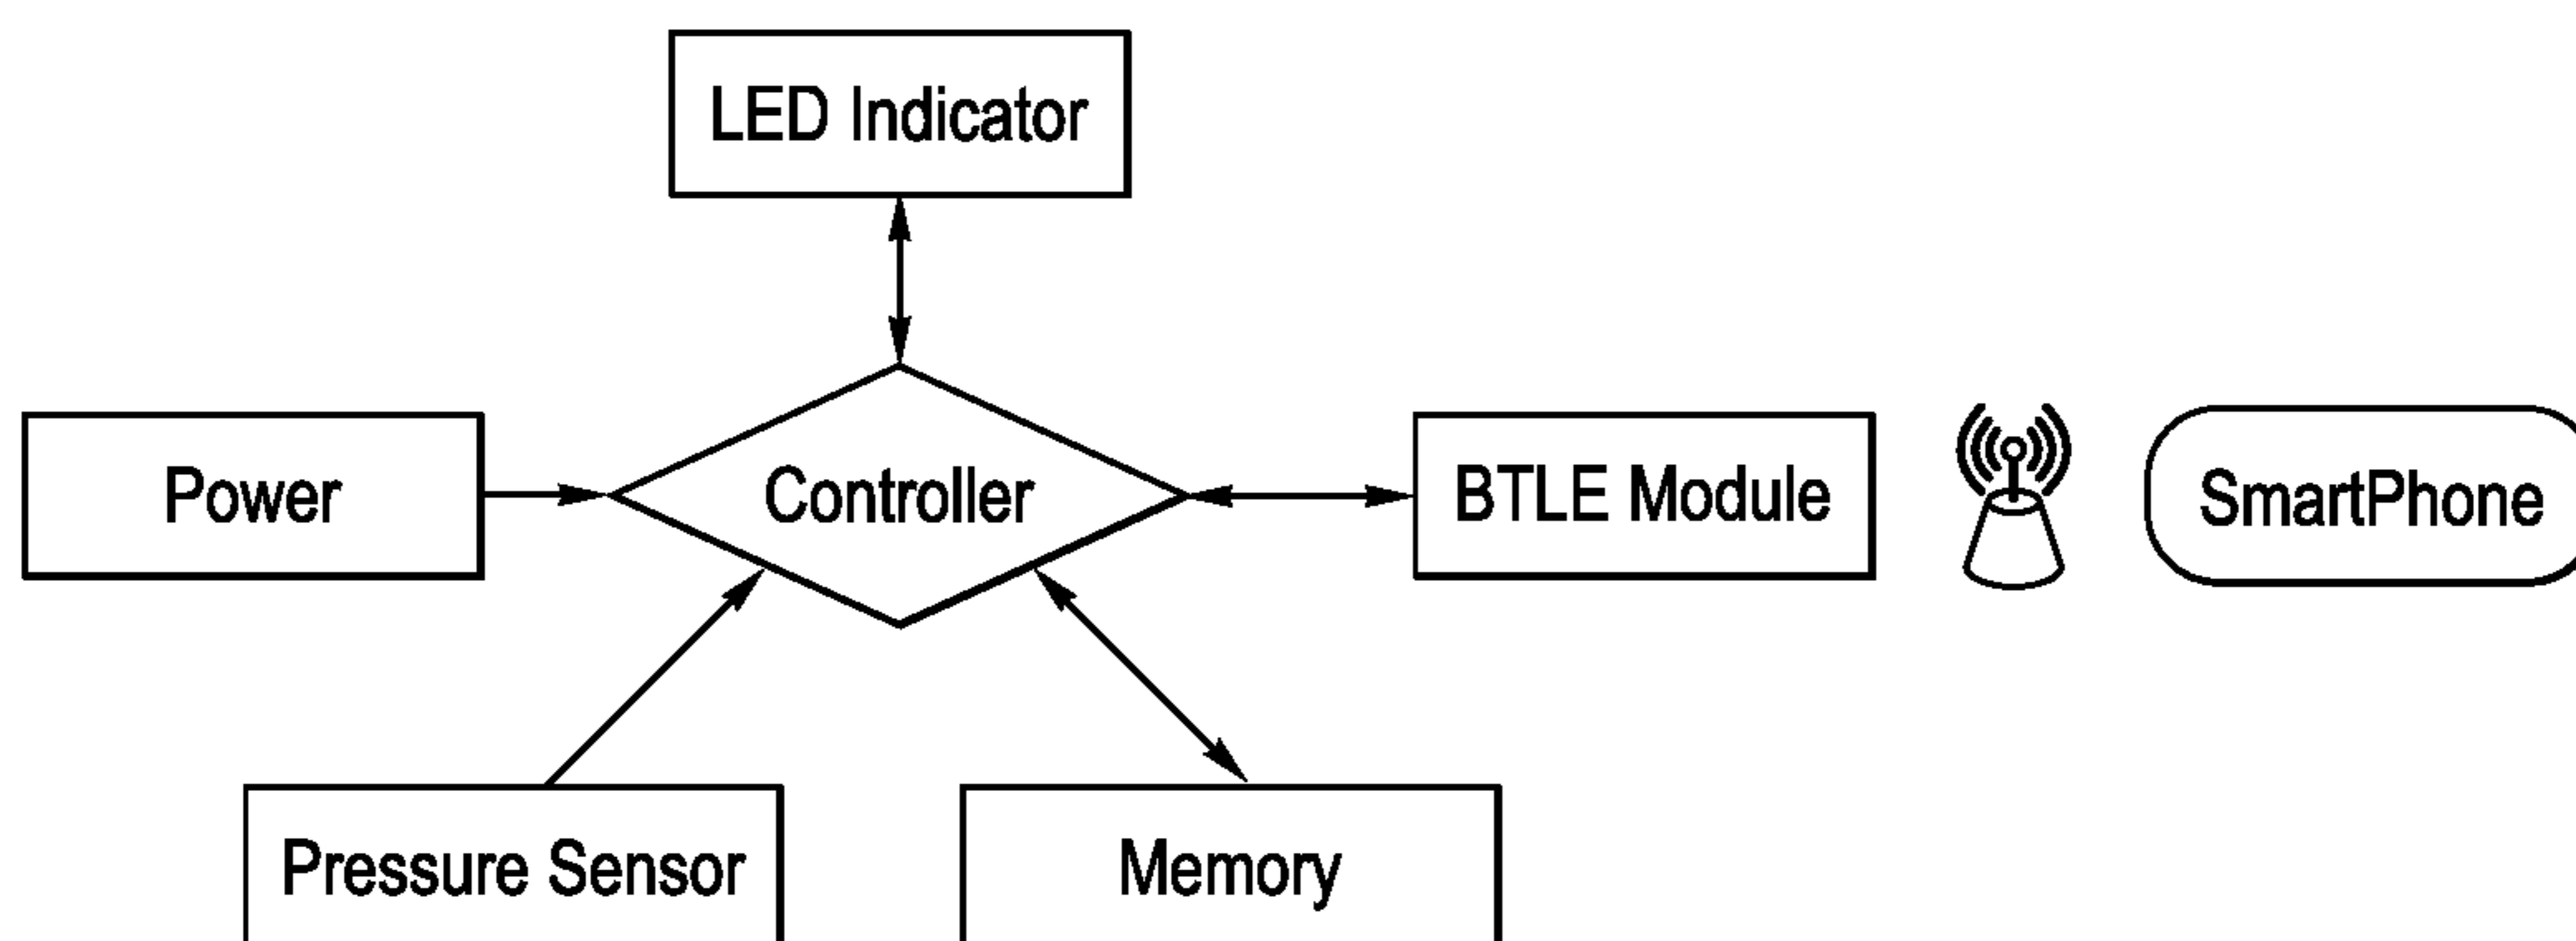 LED Indicator
Power
Controller
BTLE Module
SmartPhone
Pressure Sensor
Memory